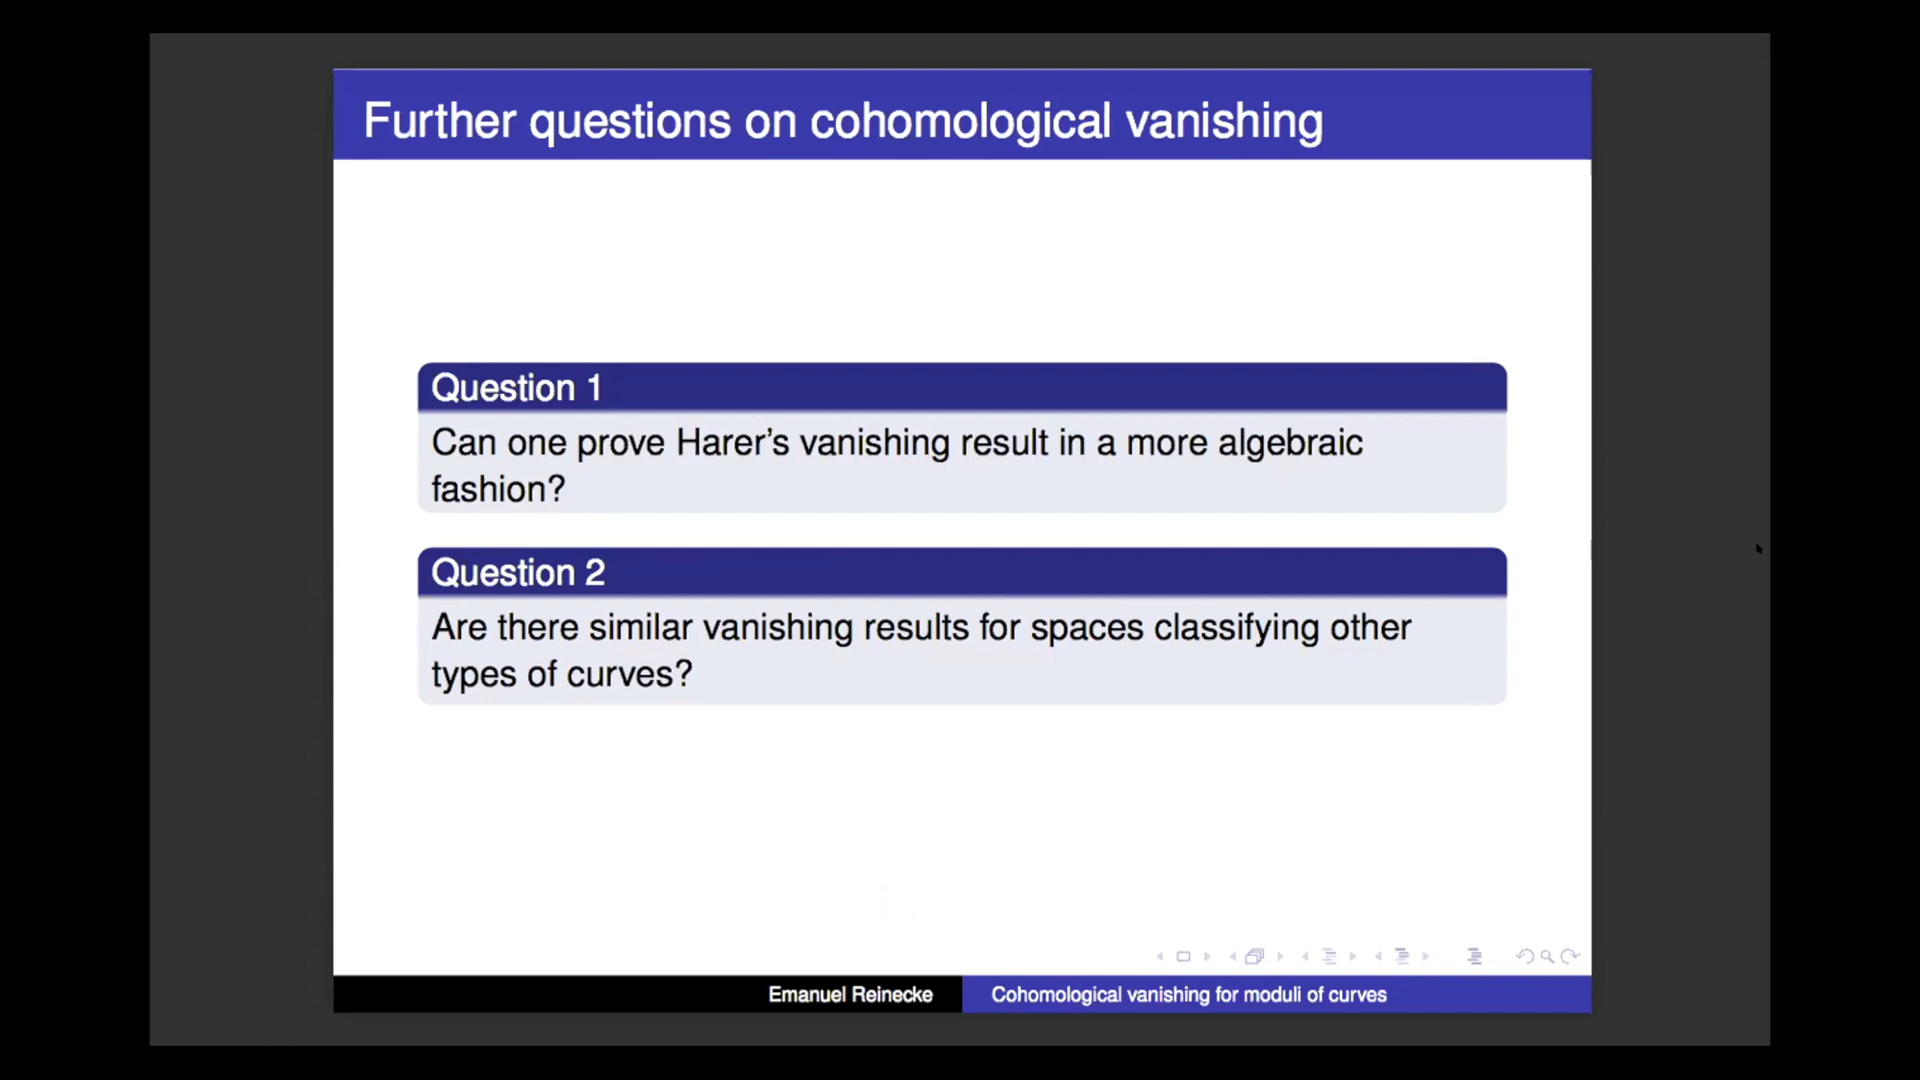 Further questions on cohomological vanishing
Question 1
Can one prove Harer's vanishing result in a more algebraic
fashion?
Question 2
Are there similar vanishing results for spaces classifying other
types of curves?
Emanuel Reinecke
Cohomological vanishing for moduli of curves